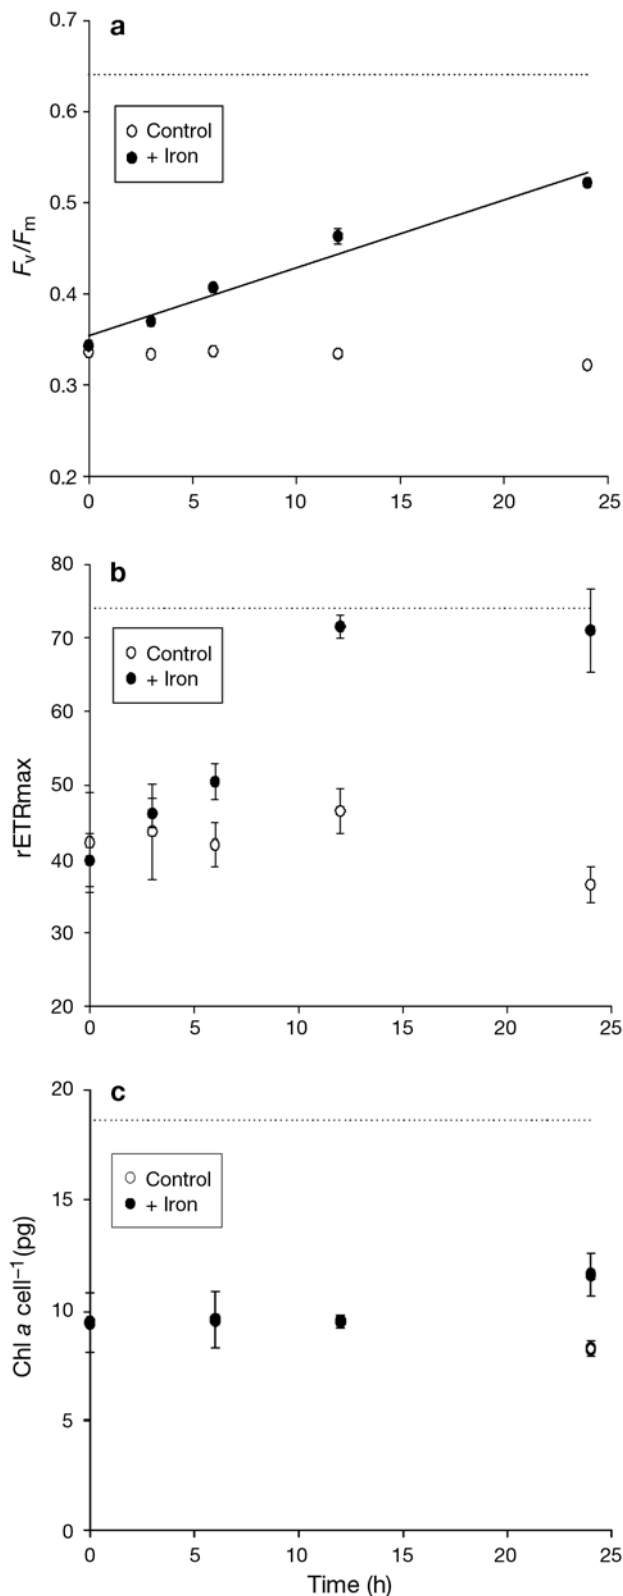 a
0.7
0.6
0.5
0.4
0.3
0.2
Fv/Fm
Control
+ Iron
0 5 10 15 20 25
b
80
70
60
50
40
30
20
rETRmax
Control
+ Iron
0 5 10 15 20 25
c
20
15
10
5
0
Chl a cell⁻¹ (pg)
Control
+ Iron
0 5 10 15 20 25
Time (h)